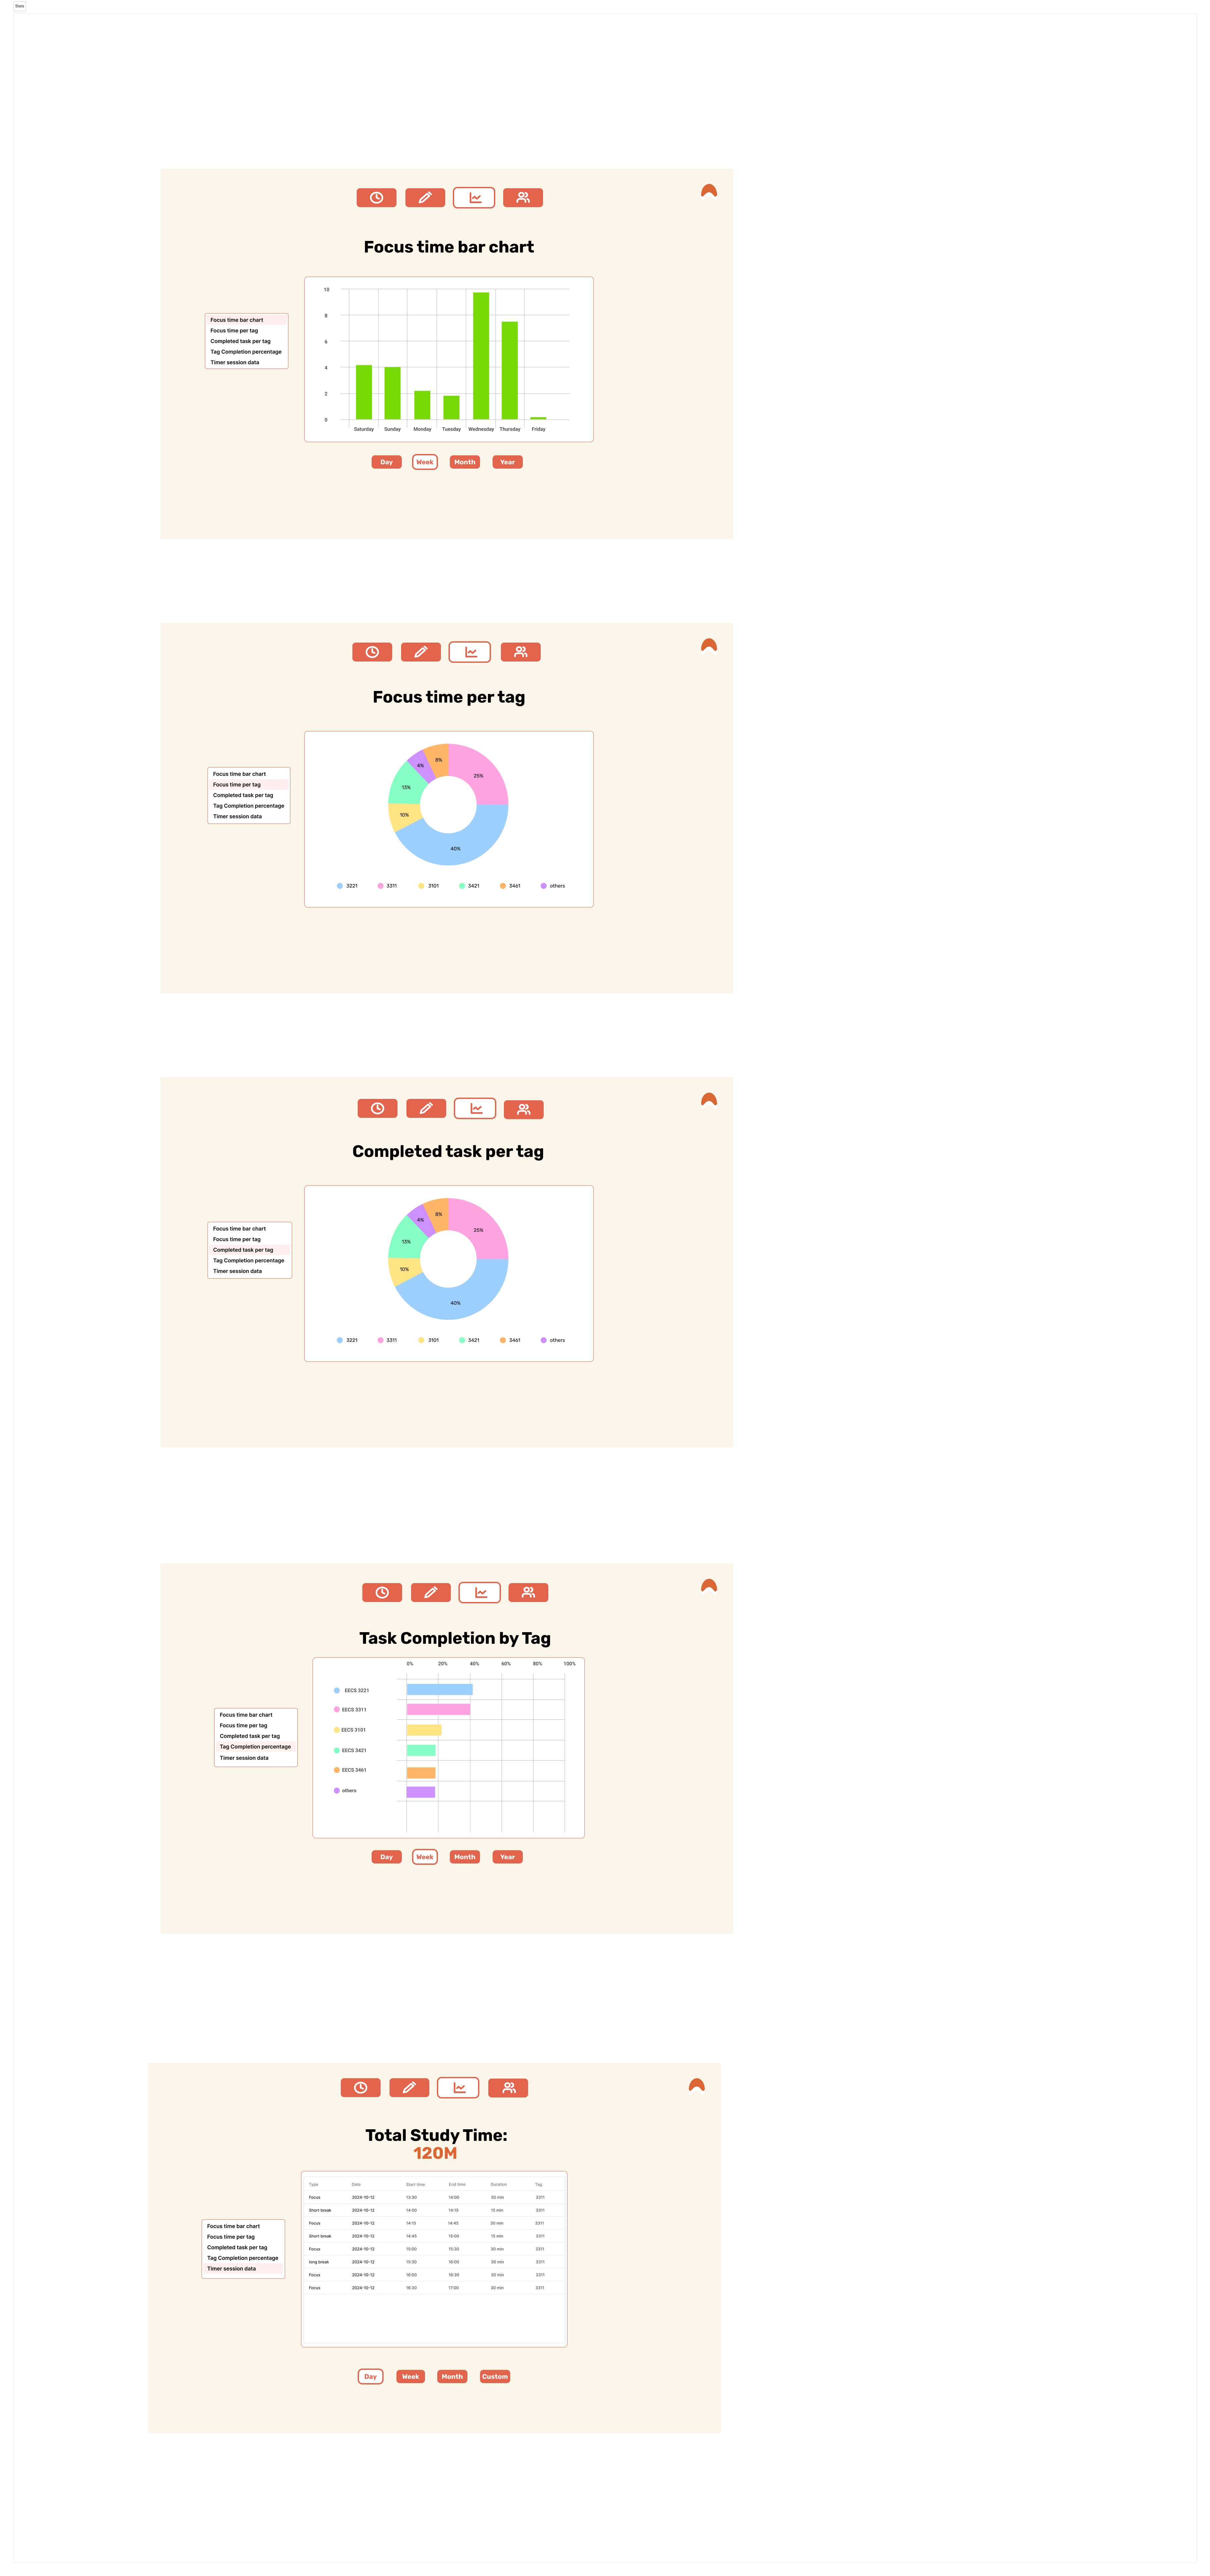 Stats
Focus time bar chart
10
8
6
4
2
0
Saturday Sunday Monday Tuesday Wednesday Thursday Friday
Focus time bar chart
Focus time per tag
Completed task per tag
Tag Completion percentage
Timer session data
Day Week Month Year
Focus time per tag
Focus time bar chart
Focus time per tag
Completed task per tag
Tag Completion percentage
Timer session data
8%
4%
25%
13%
10%
40%
3221 3311 3101 3421 3461 others
Completed task per tag
Focus time bar chart
Focus time per tag
Completed task per tag
Tag Completion percentage
Timer session data
8%
4%
25%
13%
10%
40%
3221 3311 3101 3421 3461 others
Task Completion by Tag
0% 20% 40% 60% 80% 100%
EECS 3221
EECS 3311
EECS 3101
EECS 3421
EECS 3461
others
Focus time bar chart
Focus time per tag
Completed task per tag
Tag Completion percentage
Timer session data
Day Week Month Year
Total Study Time:
120M
Type Date Start time End time Duration Tag
Focus 2024-10-12 13:30 14:00 30 min 3311
Short break 2024-10-12 14:00 14:15 15 min 3311
Focus 2024-10-12 14:15 14:45 30 min 3311
Short break 2024-10-12 14:45 15:00 15 min 3311
Focus 2024-10-12 15:00 15:30 30 min 3311
long break 2024-10-12 15:30 16:00 30 min 3311
Focus 2024-10-12 16:00 16:30 30 min 3311
Focus 2024-10-12 16:30 17:00 30 min 3311
Focus time bar chart
Focus time per tag
Completed task per tag
Tag Completion percentage
Timer session data
Day Week Month Custom